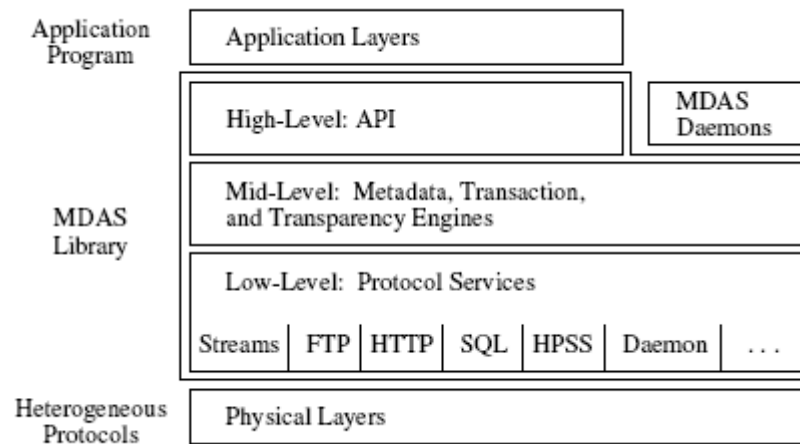 Application
Program
Application Layers
High-Level: API
MDAS
Daemons
MDAS
Library
Mid-Level: Metadata, Transaction,
and Transparency Engines
Low-Level: Protocol Services
Streams FTP HTTP SQL HPSS Daemon ...
Heterogeneous
Protocols
Physical Layers